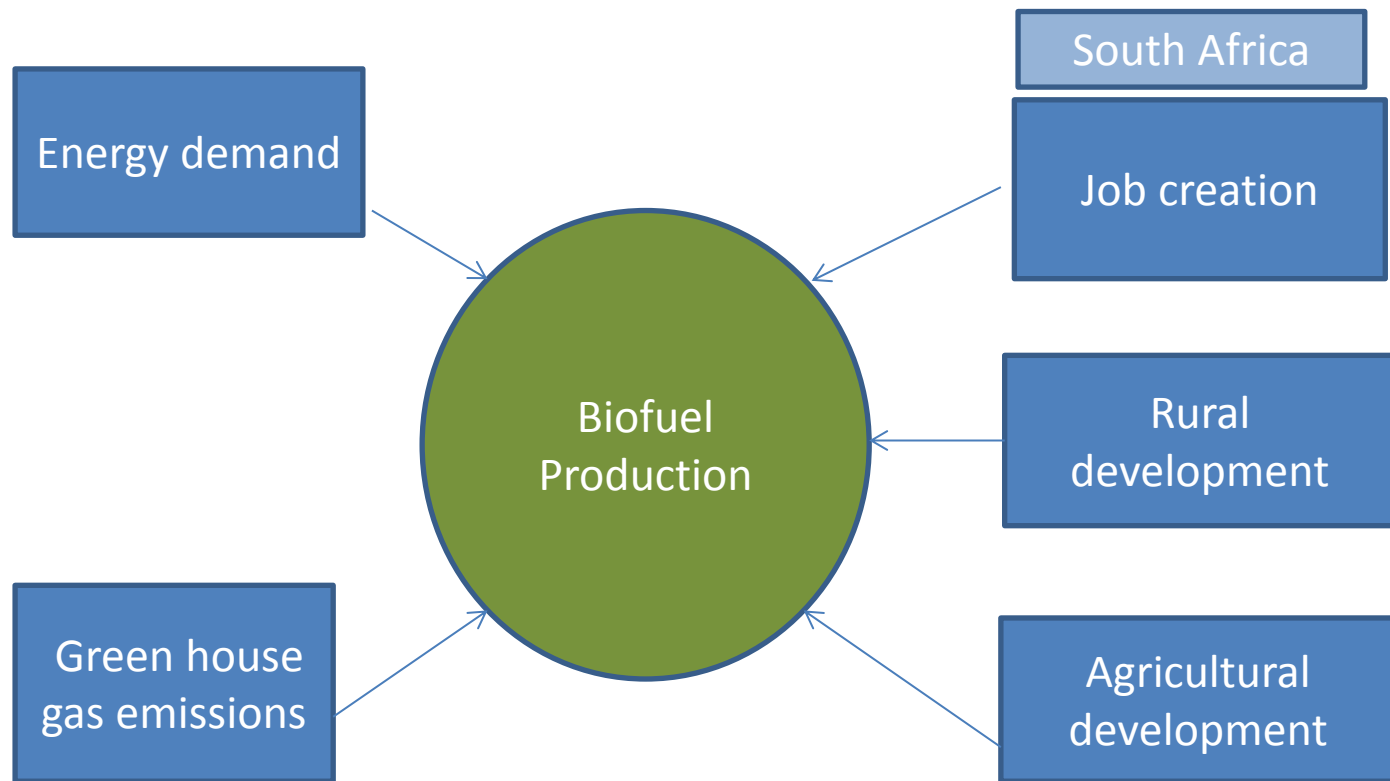 South Africa
Energy demand
Job creation
Biofuel
Production
Rural
development
Green house
gas emissions
Agricultural
development